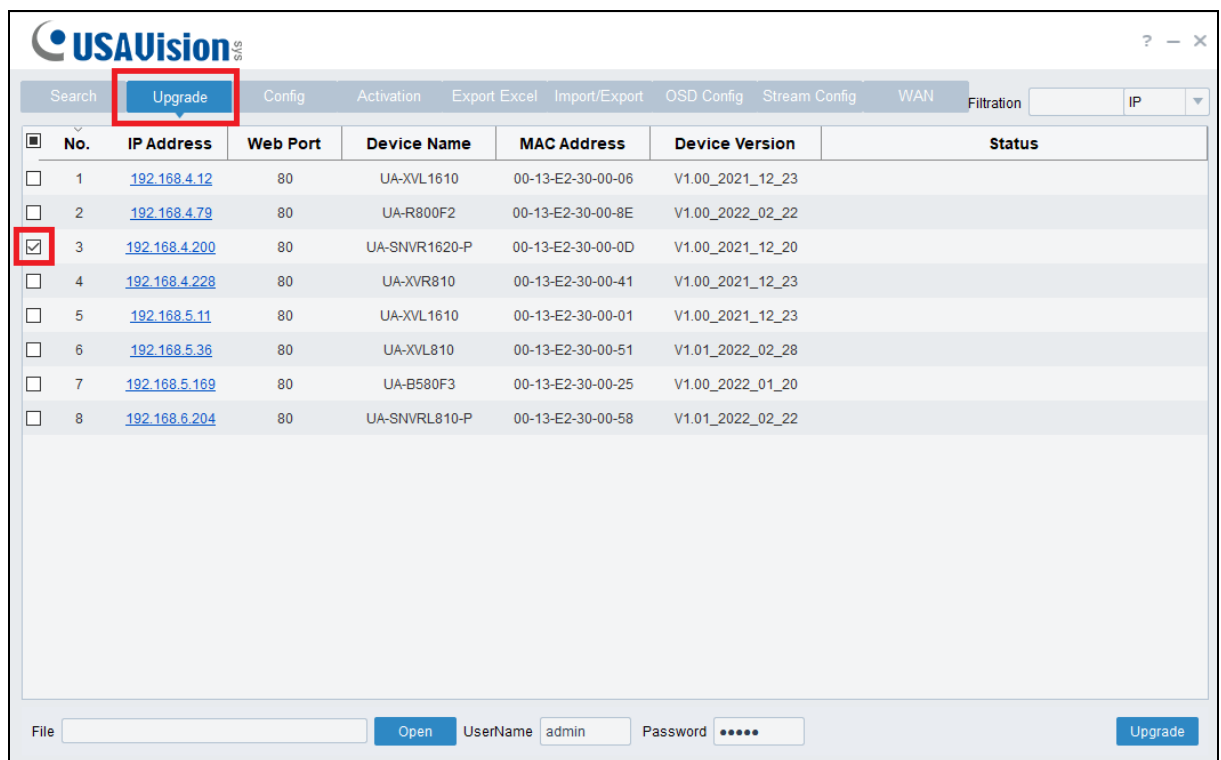 USAVision sys
? – ×
Search Upgrade Config Activation Export Excel Import/Export OSD Config Stream Config WAN Filtration IP
No. IP Address Web Port Device Name MAC Address Device Version Status
1 192.168.4.12 80 UA-XVL1610 00-13-E2-30-00-06 V1.00_2021_12_23
2 192.168.4.79 80 UA-R800F2 00-13-E2-30-00-8E V1.00_2022_02_22
3 192.168.4.200 80 UA-SNVR1620-P 00-13-E2-30-00-0D V1.00_2021_12_20
4 192.168.4.228 80 UA-XVR810 00-13-E2-30-00-41 V1.00_2021_12_23
5 192.168.5.11 80 UA-XVL1610 00-13-E2-30-00-01 V1.00_2021_12_23
6 192.168.5.36 80 UA-XVL810 00-13-E2-30-00-51 V1.01_2022_02_28
7 192.168.5.169 80 UA-B580F3 00-13-E2-30-00-25 V1.00_2022_01_20
8 192.168.6.204 80 UA-SNVRL810-P 00-13-E2-30-00-58 V1.01_2022_02_22
File Open UserName admin Password ••••• Upgrade